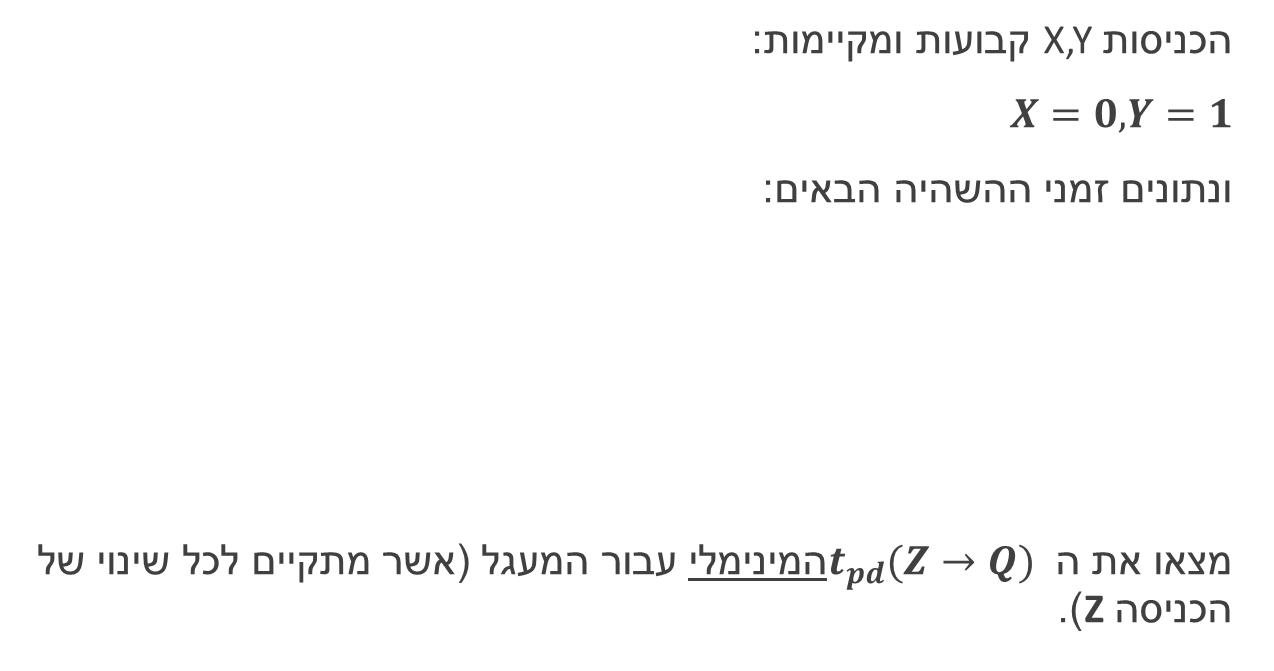 הכניסות X,Y קבועות ומקיימות:
X = 0,Y = 1
ונתונים זמני ההשהיה הבאים:
מצאו את ה t_pd(Z → Q)המינימלי עבור המעגל (אשר מתקיים לכל שינוי של
הכניסה Z).